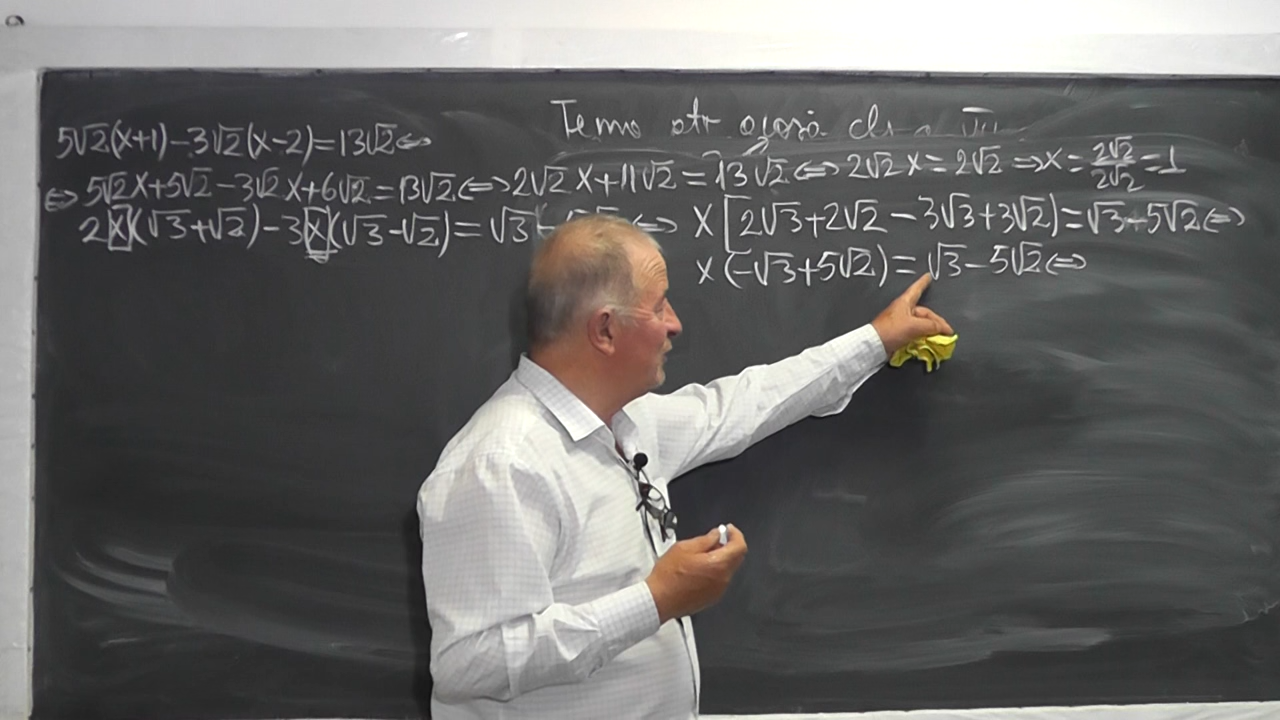 Tema
5√2(x+1)-3√2(x-2)=13√2⇔
⇔5√2x+5√2-3√2x+6√2=13√2⇔2√2x+11√2=13√2⇔2√2x=2√2⇒x=2√2/2√2=1
2x(√3+√2)-3x(√3-√2)=√3 ⇔ x[2√3+2√2-3√3+3√2]=√3+5√2⇔
x(-√3+5√2)=√3-5√2⇔